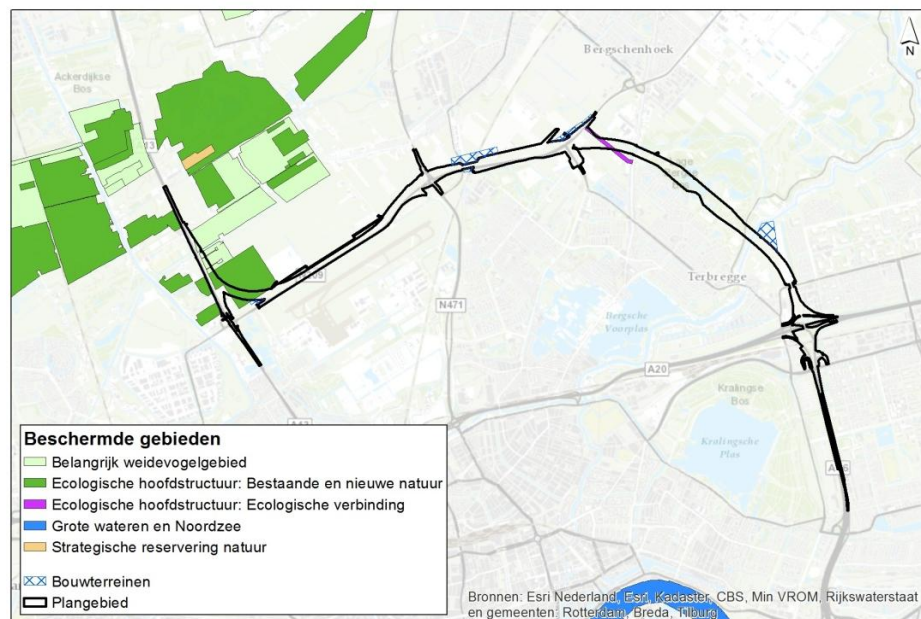 Bergschenhoek
N
Ackerdijkse
Bos
13
Terbregge
N471
Bergsche
Voorplas
A20
Kralingse
Bos
Kralingsche
Plas
Beschermde gebieden
Belangrijk weidevogelgebied
Ecologische hoofdstructuur: Bestaande en nieuwe natuur
Ecologische hoofdstructuur: Ecologische verbinding
Grote wateren en Noordzee
Strategische reservering natuur
Bouwterreinen
Plangebied
Bronnen: Esri Nederland, Esri, Kadaster, CBS, Min VROM, Rijkswaterstaat
en gemeenten: Rotterdam, Breda, Tilburg